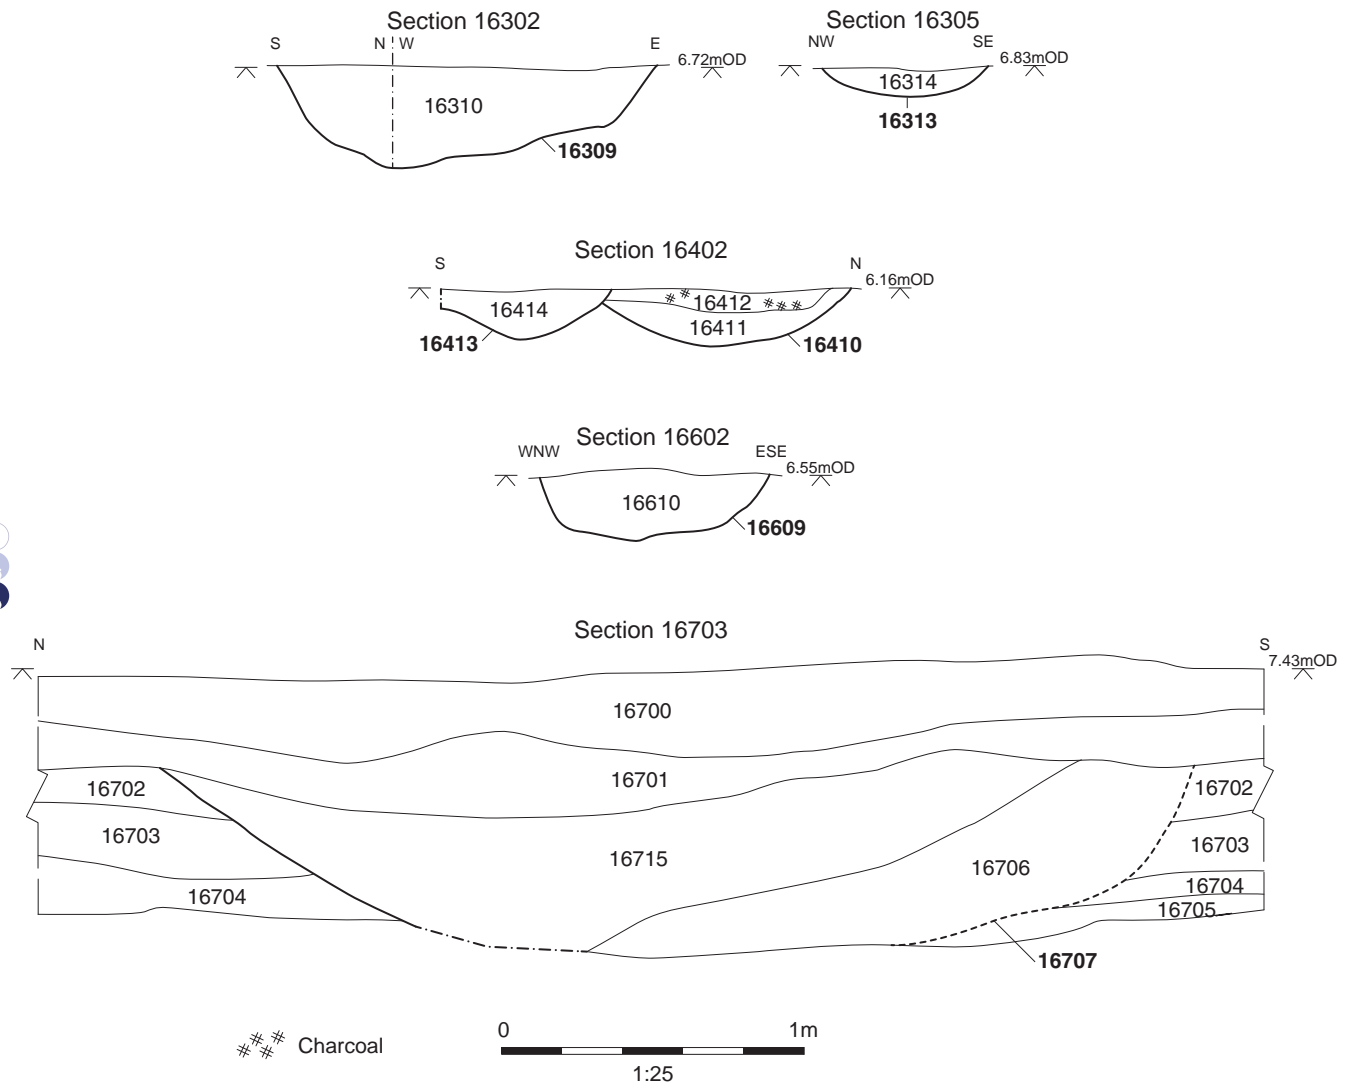 Section 16302
S N W E
6.72mOD
16310
16309
Section 16305
NW SE
6.83mOD
16314
16313
Section 16402
S N
6.16mOD
16414
16412
16411
16413
16410
Section 16602
WNW ESE
6.55mOD
16610
16609
Section 16703
N S
7.43mOD
16700
16701
16702
16702
16703
16703
16715
16706
16704
16704
16705
16707
Charcoal
0 1m
1:25